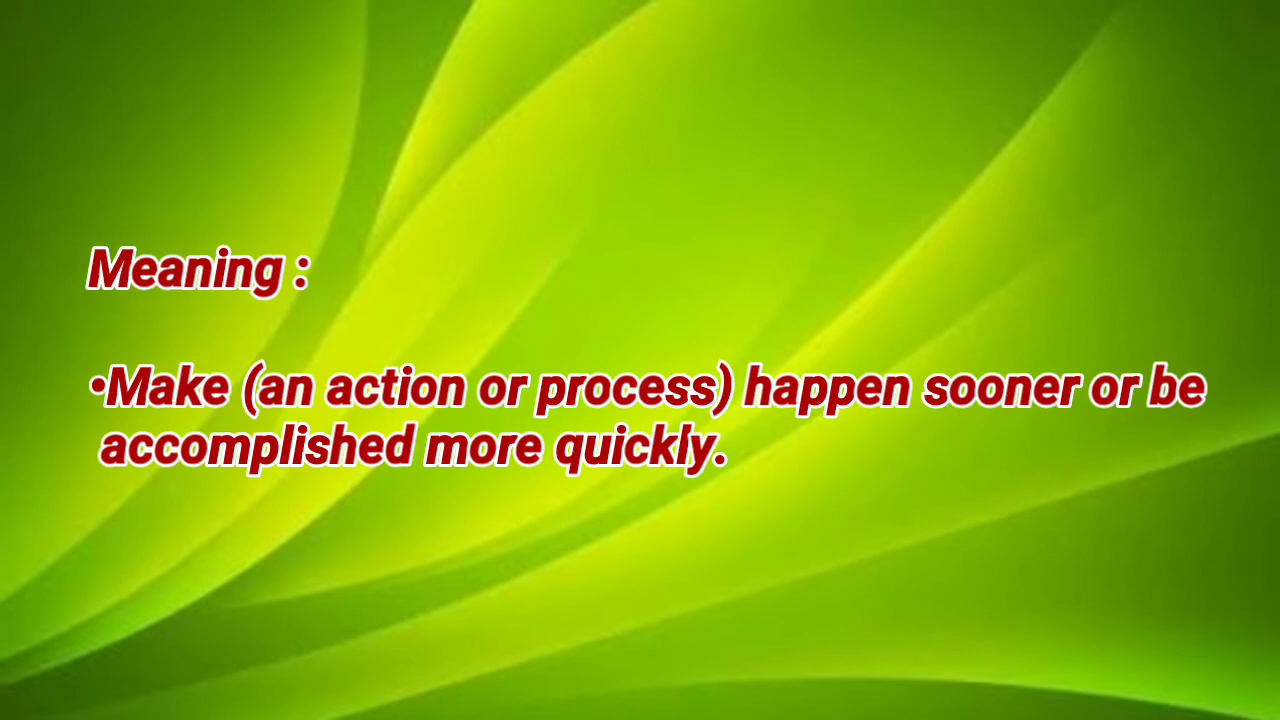 Meaning :
•Make (an action or process) happen sooner or be
accomplished more quickly.